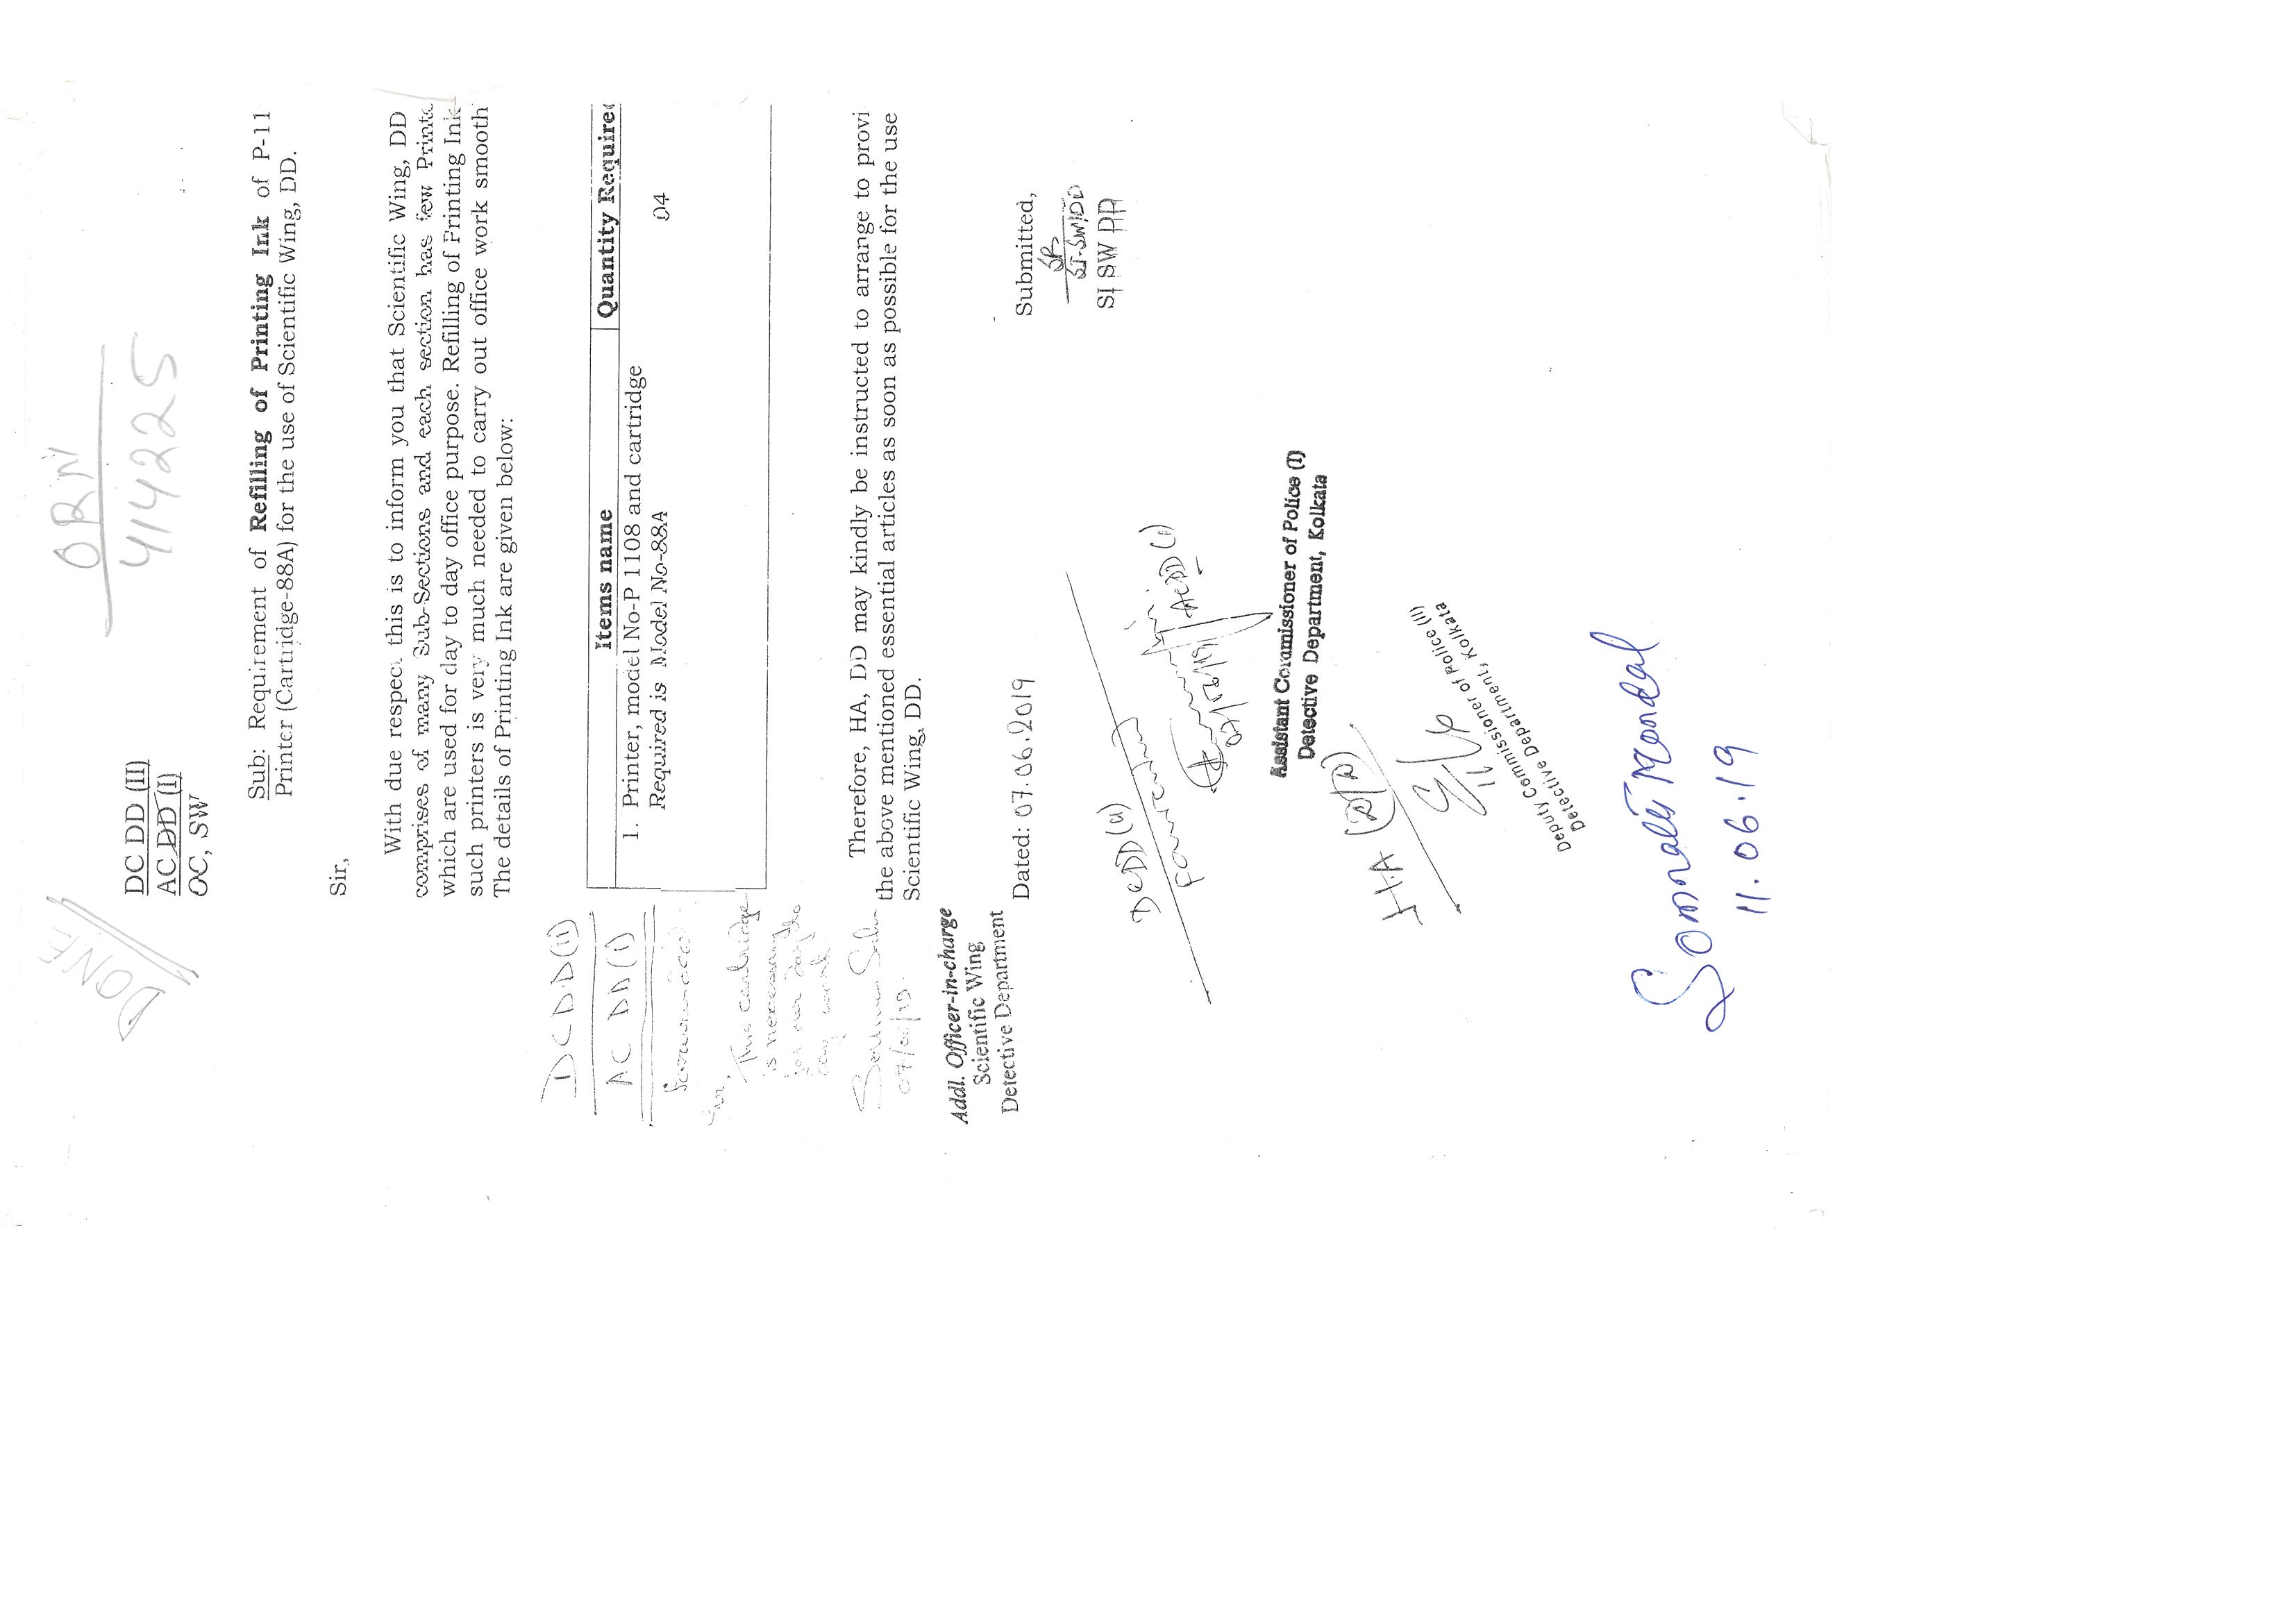 DONE
ORN
414225
DC DD (II)
AC DD (I)
OC, SW
Sub: Requirement of Refilling of Printing Ink of P-11
Printer (Cartridge-88A) for the use of Scientific Wing, DD.
Sir,
With due respect this is to inform you that Scientific Wing, DD
comprises of many Sub-Sections and each section has few Printe
which are used for day to day office purpose. Refilling of Printing Ink
such printers is very much needed to carry out office work smooth
The details of Printing Ink are given below:
Items name Quantity Required
1. Printer, model No-P 1108 and cartridge
Required is Model No-88A 04
DCDD(II)
AC DD(I)
Forwarded
Sir,
This cartridge
is necessary
for our day to
day work
07/06/19
Therefore, HA, DD may kindly be instructed to arrange to provi
the above mentioned essential articles as soon as possible for the use
Scientific Wing, DD.
Addl. Officer-in-charge
Scientific Wing
Detective Department
Dated: 07.06.2019
Submitted,
SI-SW/DD
SI SW DD
DCDD(II)
Forwarded
07/06/19
ACDD(I)
Assistant Commissioner of Police (I)
Detective Department, Kolkata
HA (DD)
11/6
Deputy Commissioner of Police (II)
Detective Department, Kolkata
Sonnali Mondal
11.06.19